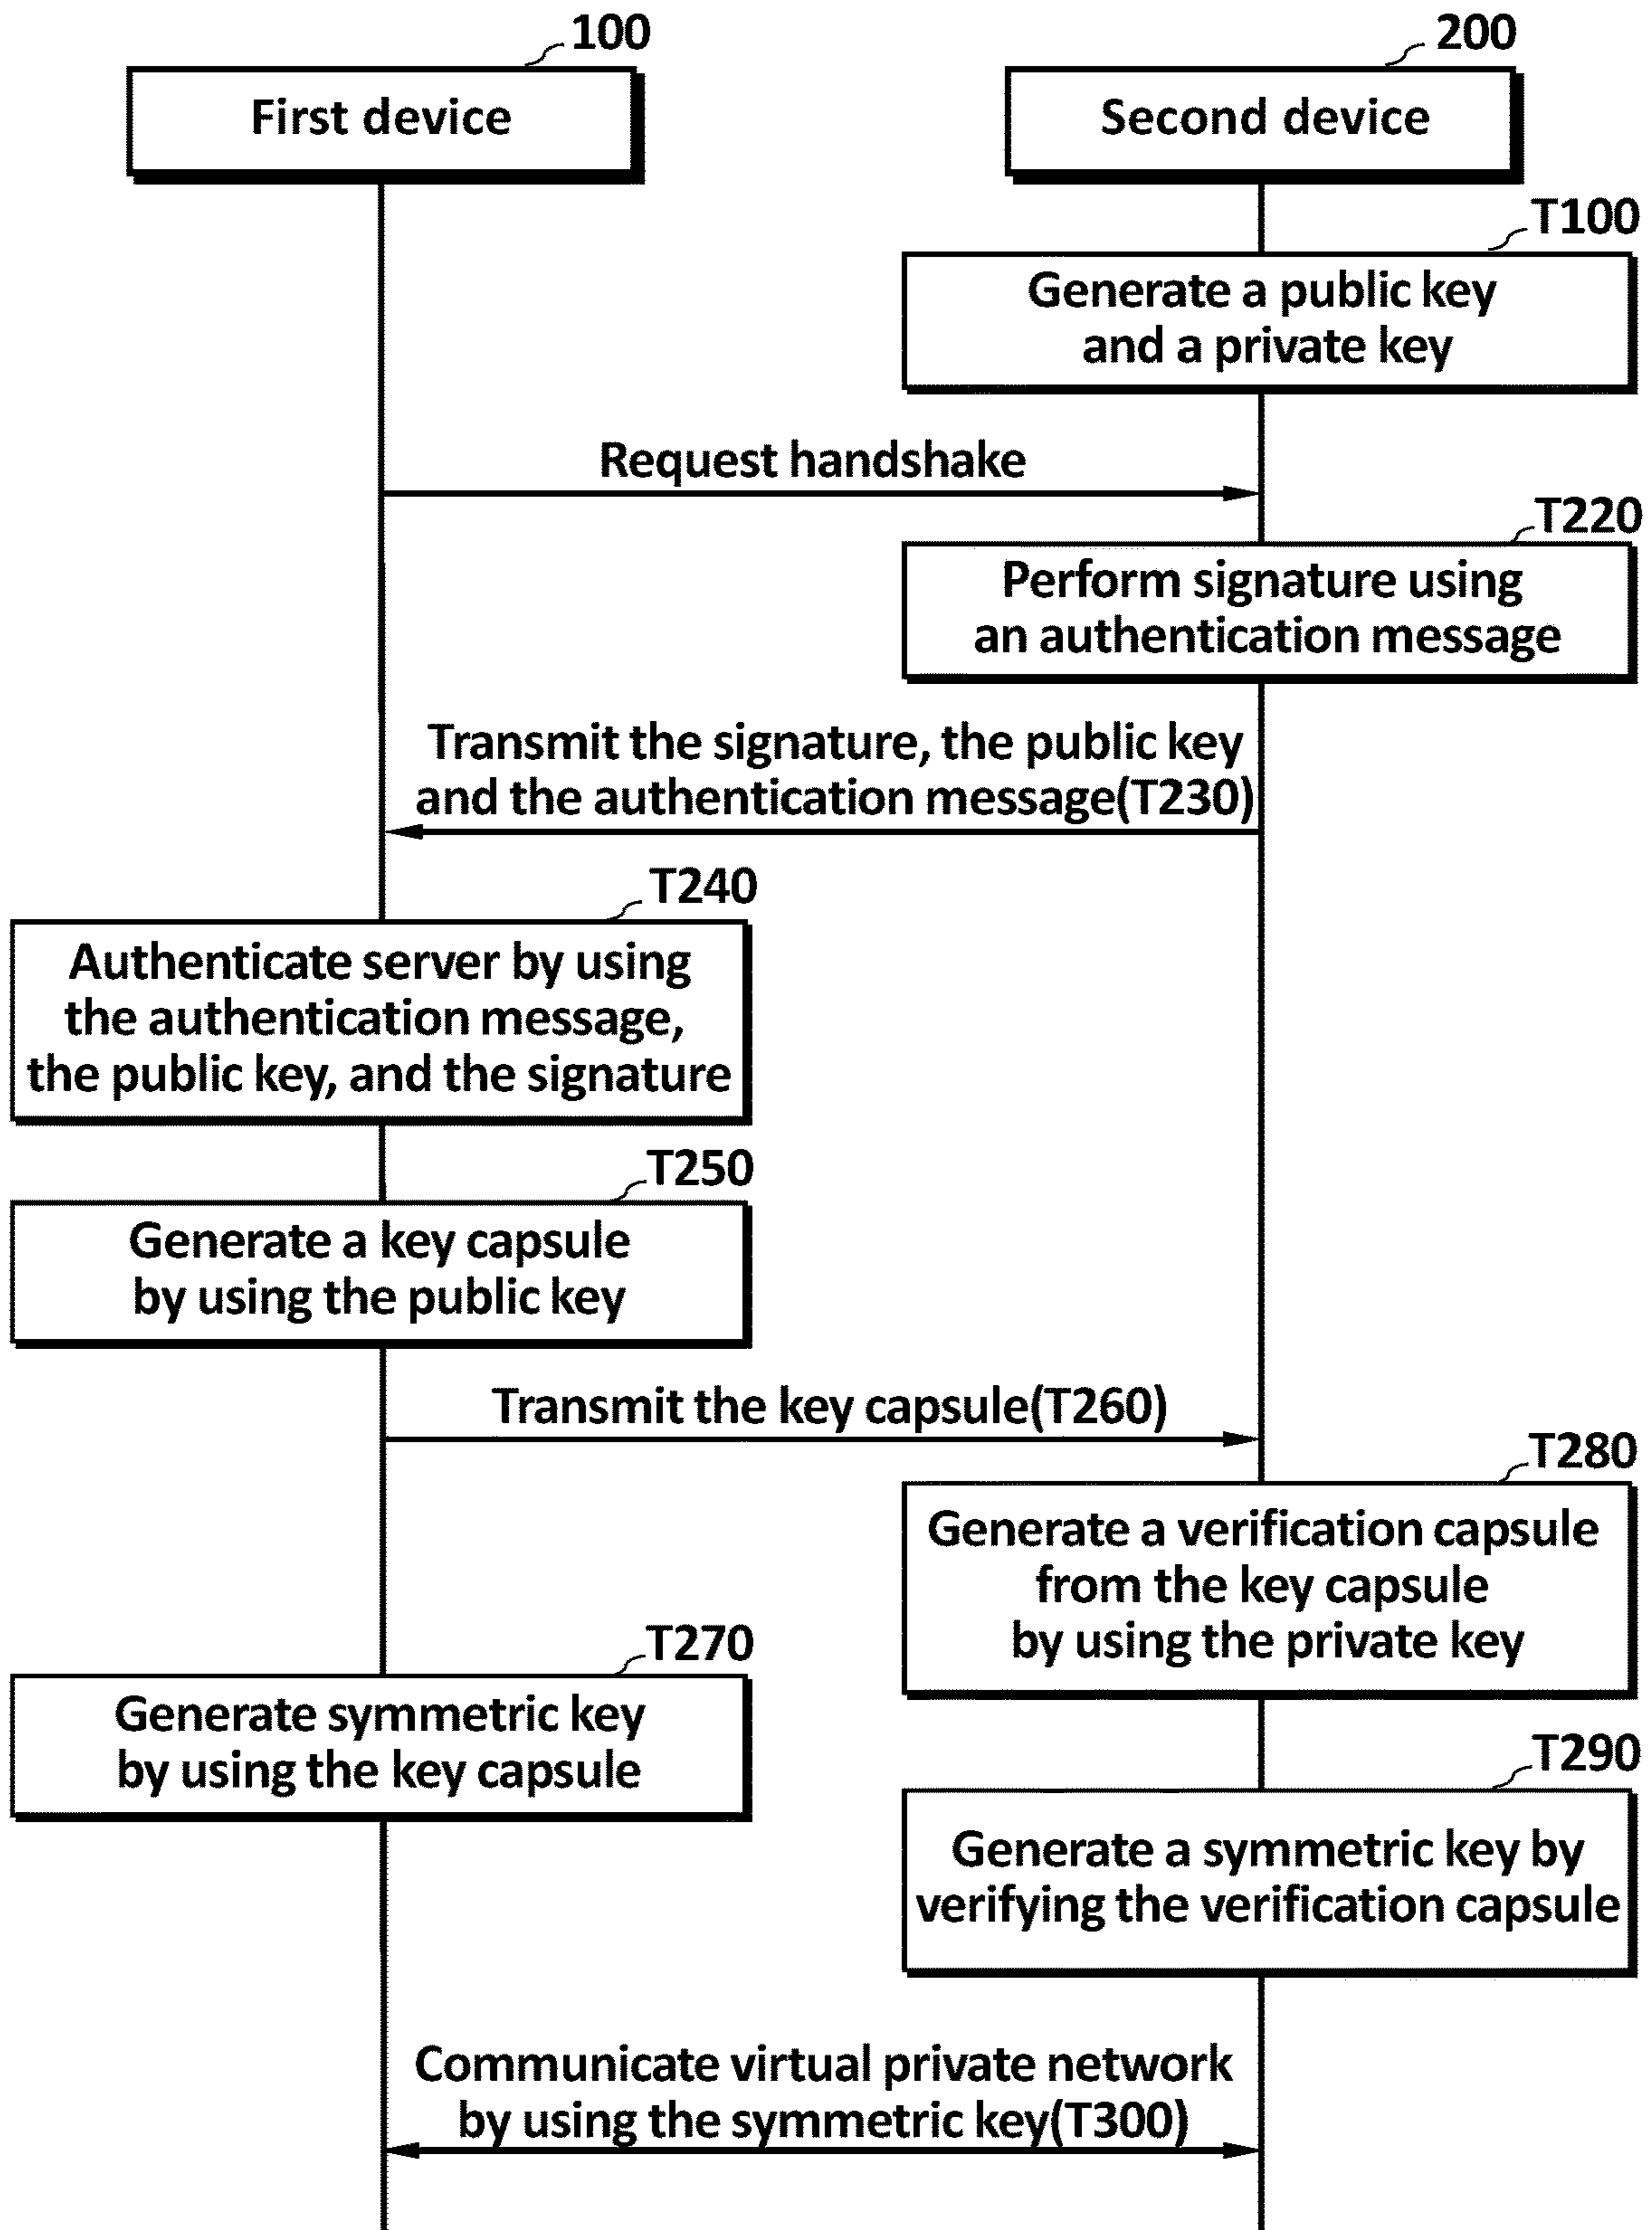 100
200
First device
Second device
T100
Generate a public key
and a private key
Request handshake
T220
Perform signature using
an authentication message
Transmit the signature, the public key
and the authentication message(T230)
T240
Authenticate server by using
the authentication message,
the public key, and the signature
T250
Generate a key capsule
by using the public key
Transmit the key capsule(T260)
T280
Generate a verification capsule
from the key capsule
by using the private key
T270
Generate symmetric key
by using the key capsule
T290
Generate a symmetric key by
verifying the verification capsule
Communicate virtual private network
by using the symmetric key(T300)